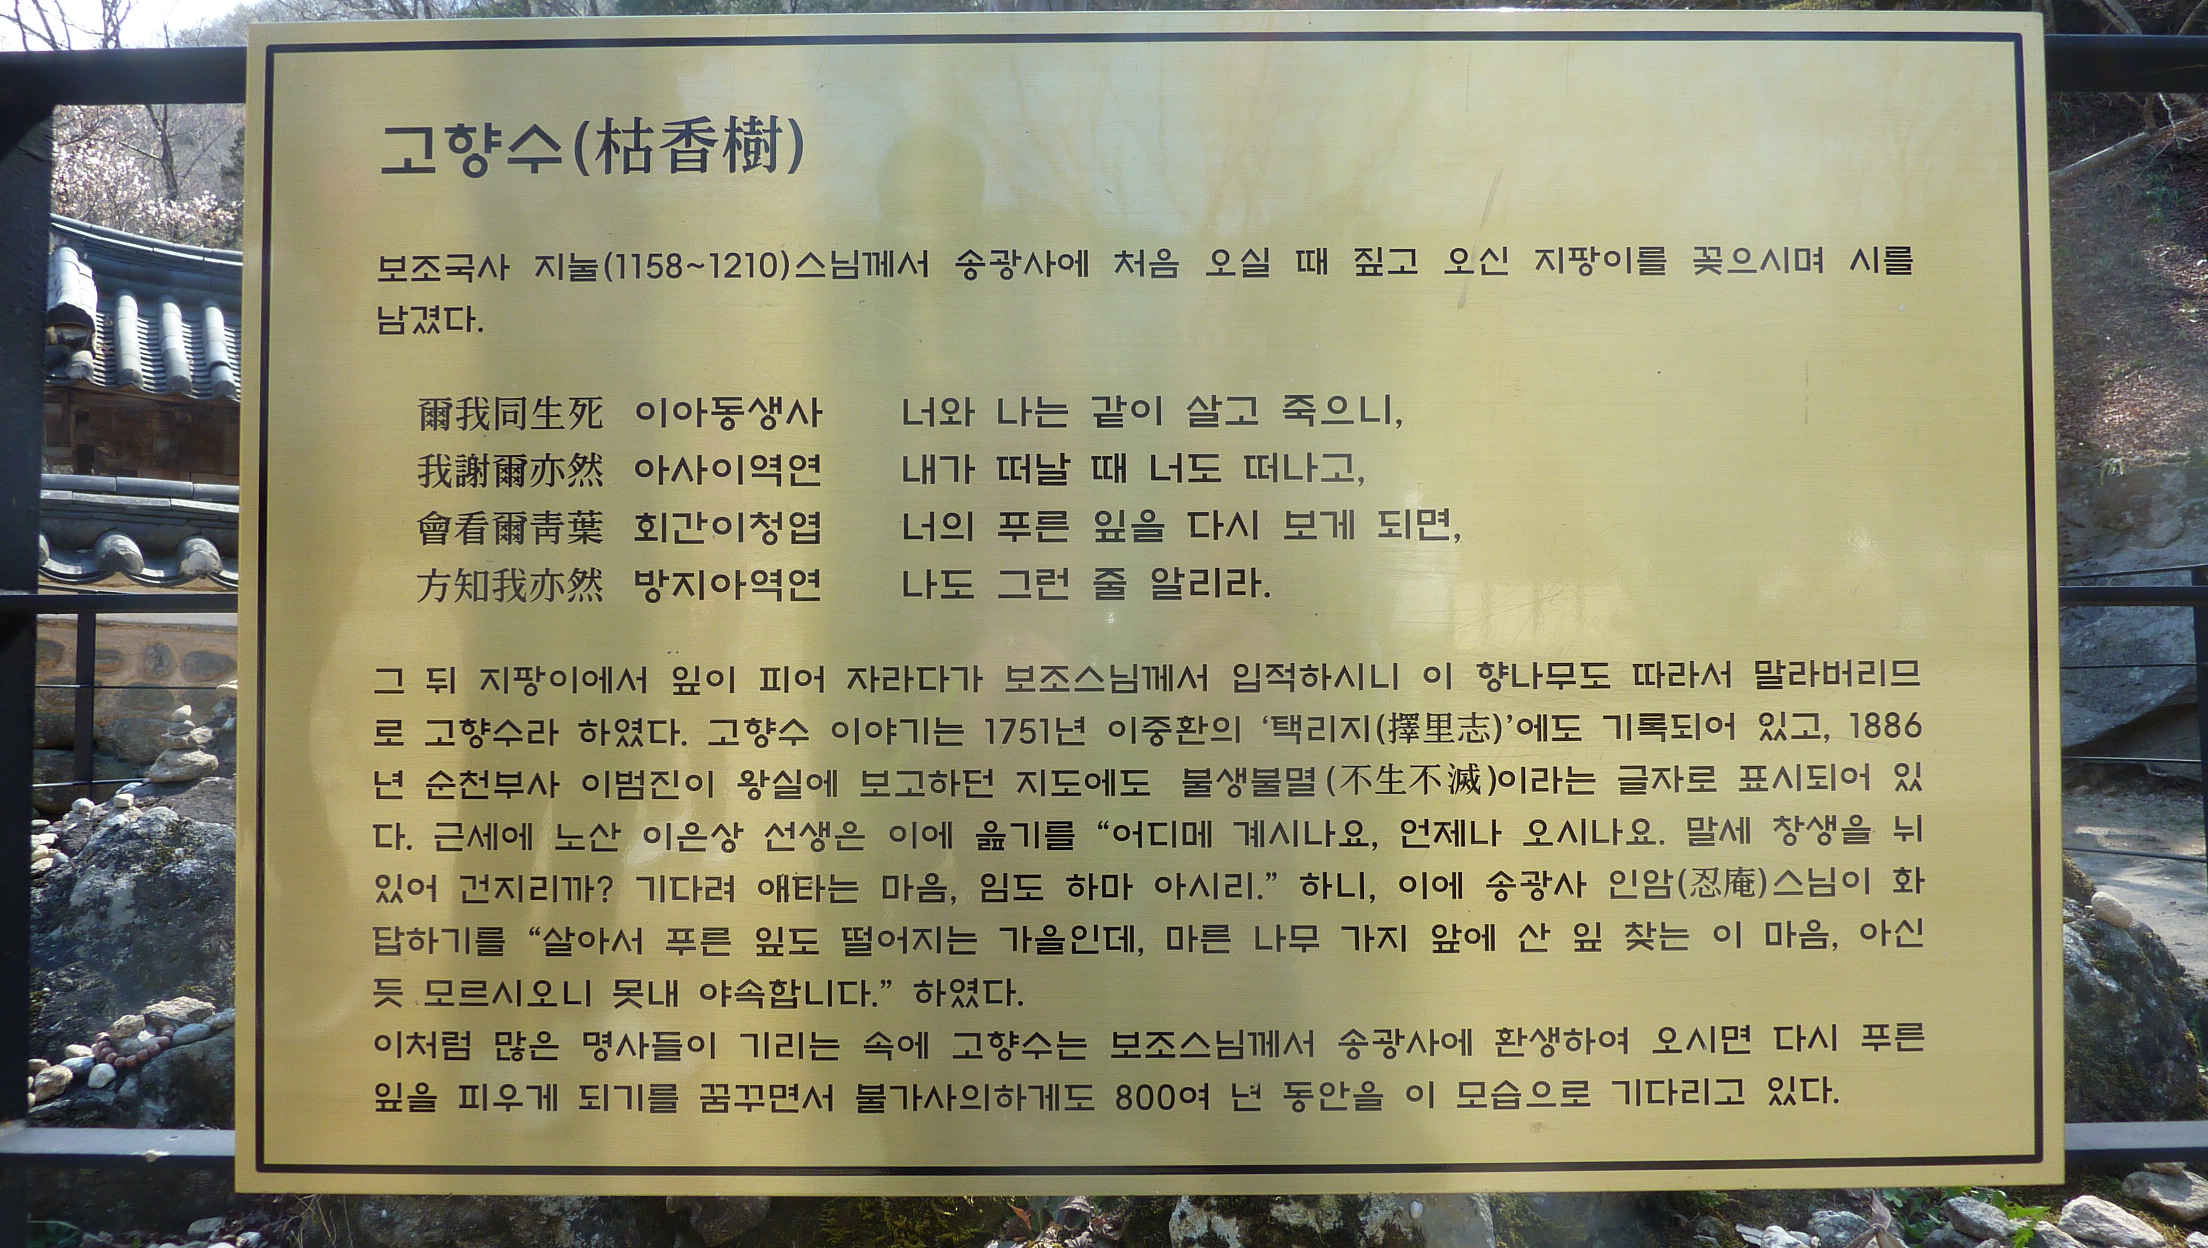 고향수(枯香樹)
보조국사 지눌(1158~1210)스님께서 송광사에 처음 오실 때 짚고 오신 지팡이를 꽂으시며 시를
남겼다.
爾我同生死 이아동생사 너와 나는 같이 살고 죽으니,
我謝爾亦然 아사이역연 내가 떠날 때 너도 떠나고,
會看爾靑葉 회간이청엽 너의 푸른 잎을 다시 보게 되면,
方知我亦然 방지아역연 나도 그런 줄 알리라.
그 뒤 지팡이에서 잎이 피어 자라다가 보조스님께서 입적하시니 이 향나무도 따라서 말라버리므
로 고향수라 하였다. 고향수 이야기는 1751년 이중환의 ‘택리지(擇里志)’에도 기록되어 있고, 1886
년 순천부사 이범진이 왕실에 보고하던 지도에도 불생불멸(不生不滅)이라는 글자로 표시되어 있
다. 근세에 노산 이은상 선생은 이에 읊기를 “어디메 계시나요, 언제나 오시나요. 말세 창생을 뉘
있어 건지리까? 기다려 애타는 마음, 임도 하마 아시리.” 하니, 이에 송광사 인암(忍庵)스님이 화
답하기를 “살아서 푸른 잎도 떨어지는 가을인데, 마른 나무 가지 앞에 산 잎 찾는 이 마음, 아신
듯 모르시오니 못내 야속합니다.” 하였다.
이처럼 많은 명사들이 기리는 속에 고향수는 보조스님께서 송광사에 환생하여 오시면 다시 푸른
잎을 피우게 되기를 꿈꾸면서 불가사의하게도 800여 년 동안을 이 모습으로 기다리고 있다.